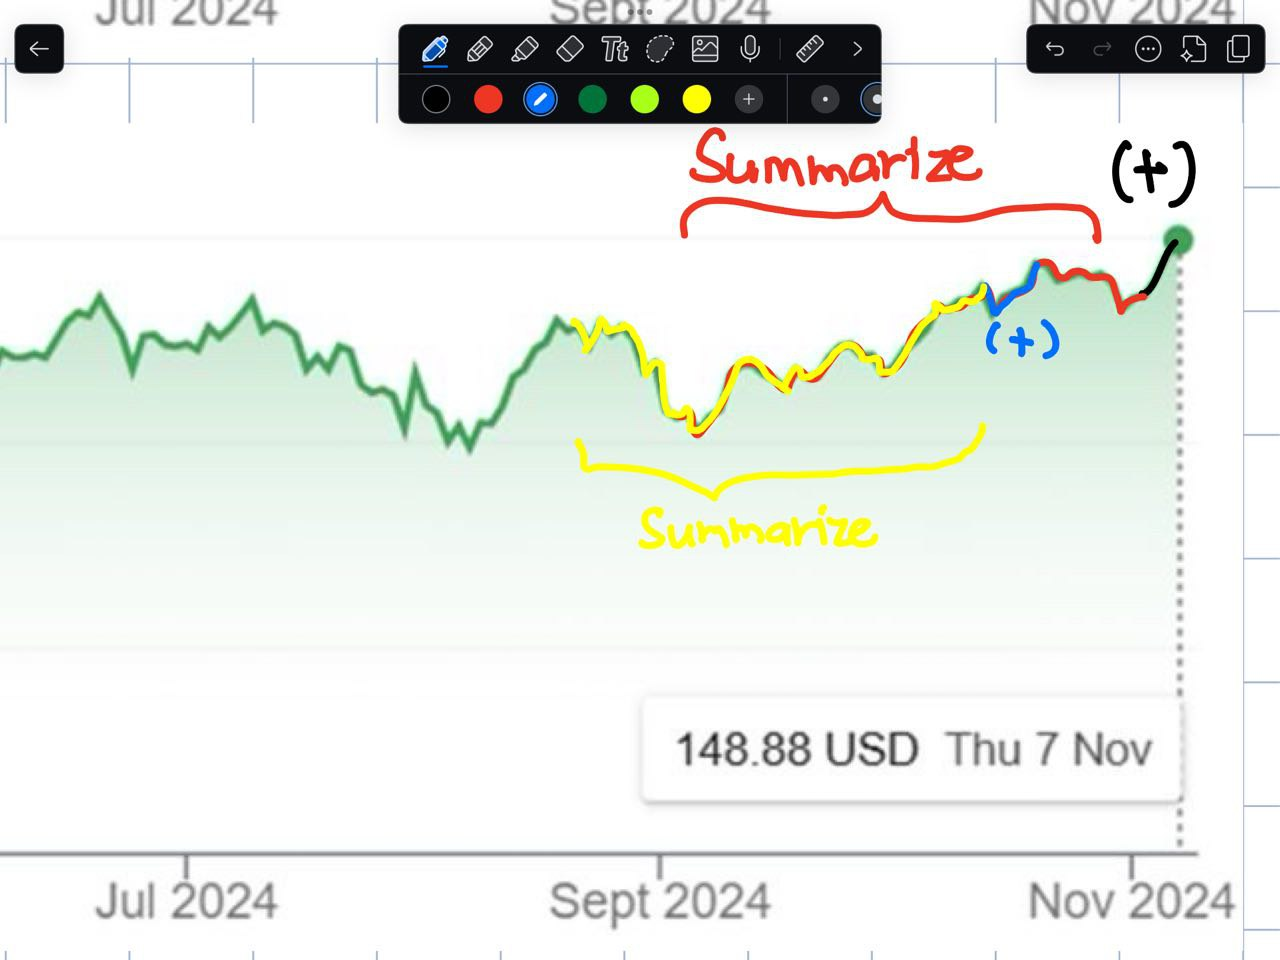 Jul 2024 Sept 2024 Nov 2024
Tt
Summarize
(+)
(+)
Summarize
148.88 USD Thu 7 Nov
Jul 2024 Sept 2024 Nov 2024